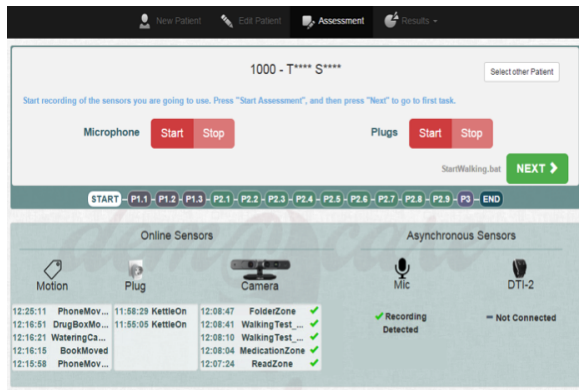 New Patient
Edit Patient
Assessment
Results
1000 - T**** S****
Select other Patient
Start recording of the sensors you are going to use. Press "Start Assessment", and then press "Next" to go to first task.
Microphone Start Stop Plugs Start Stop
StartWalking.bat NEXT
START P1.1 P1.2 P1.3 P2.1 P2.2 P2.3 P2.4 P2.5 P2.6 P2.7 P2.8 P2.9 P3 END
Online Sensors Asynchronous Sensors
Motion Plug Camera Mic DTI-2
12:25:11 PhoneMov... 11:58:29 KettleOn 12:08:47 FolderZone
12:16:51 DrugBoxMo... 11:55:05 KettleOn 12:08:41 WalkingTest_...
12:16:21 WateringCa... 12:08:10 WalkingTest_...
12:16:15 BookMoved 12:08:04 MedicationZone
12:15:58 PhoneMov... 12:07:24 ReadZone
Recording
Detected
Not Connected